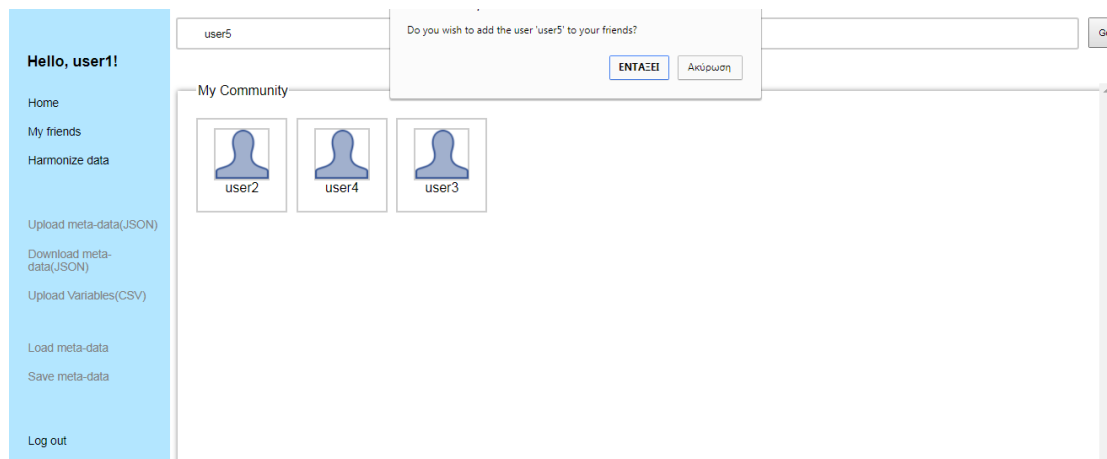 user5
Do you wish to add the user 'user5' to your friends?
ΕΝΤΑΞΕΙ
Ακύρωση
Hello, user1!
Home
My friends
Harmonize data
Upload meta-data(JSON)
Download meta-
data(JSON)
Upload Variables(CSV)
Load meta-data
Save meta-data
Log out
My Community
user2
user4
user3